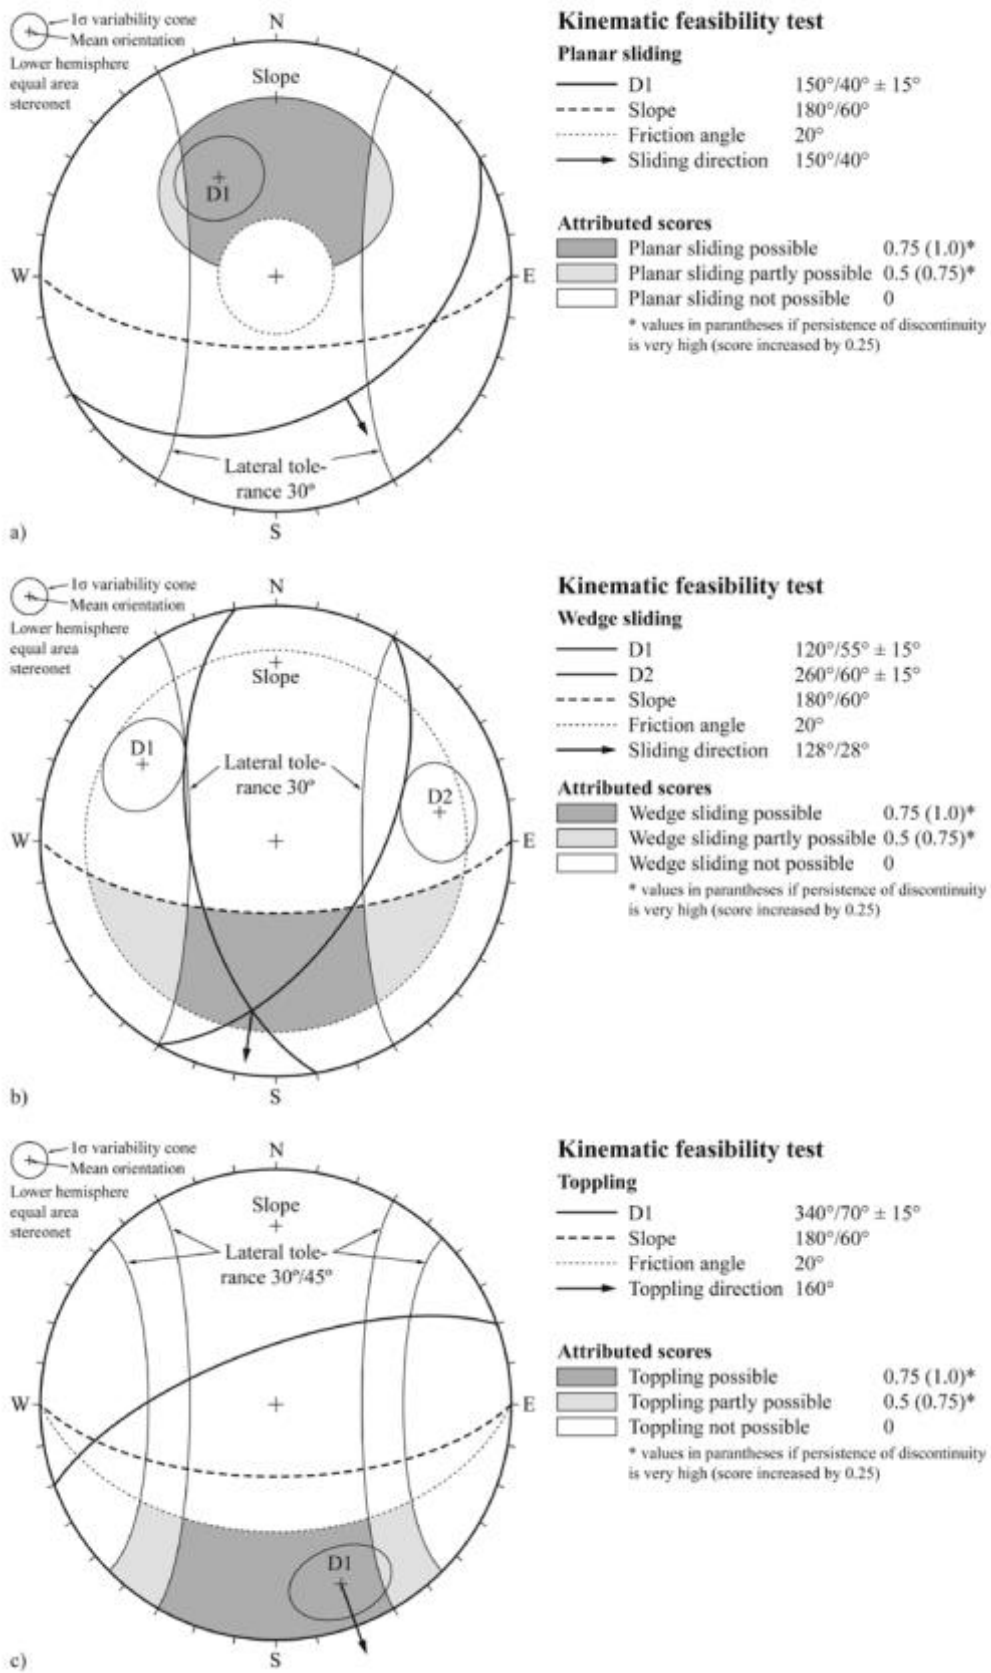 1σ variability cone
Mean orientation
Lower hemisphere
equal area
stereonet
N
Slope
D1
W
E
Lateral tole-
rance 30°
S
a)
Kinematic feasibility test
Planar sliding
D1 150°/40° ± 15°
Slope 180°/60°
Friction angle 20°
Sliding direction 150°/40°
Attributed scores
Planar sliding possible 0.75 (1.0)*
Planar sliding partly possible 0.5 (0.75)*
Planar sliding not possible 0
* values in parantheses if persistence of discontinuity
is very high (score increased by 0.25)
1σ variability cone
Mean orientation
Lower hemisphere
equal area
stereonet
N
Slope
D1
Lateral tole-
rance 30°
D2
W
E
S
b)
Kinematic feasibility test
Wedge sliding
D1 120°/55° ± 15°
D2 260°/60° ± 15°
Slope 180°/60°
Friction angle 20°
Sliding direction 128°/28°
Attributed scores
Wedge sliding possible 0.75 (1.0)*
Wedge sliding partly possible 0.5 (0.75)*
Wedge sliding not possible 0
* values in parantheses if persistence of discontinuity
is very high (score increased by 0.25)
1σ variability cone
Mean orientation
Lower hemisphere
equal area
stereonet
N
Slope
Lateral tole-
rance 30°/45°
W
E
D1
S
c)
Kinematic feasibility test
Toppling
D1 340°/70° ± 15°
Slope 180°/60°
Friction angle 20°
Toppling direction 160°
Attributed scores
Toppling possible 0.75 (1.0)*
Toppling partly possible 0.5 (0.75)*
Toppling not possible 0
* values in parantheses if persistence of discontinuity
is very high (score increased by 0.25)